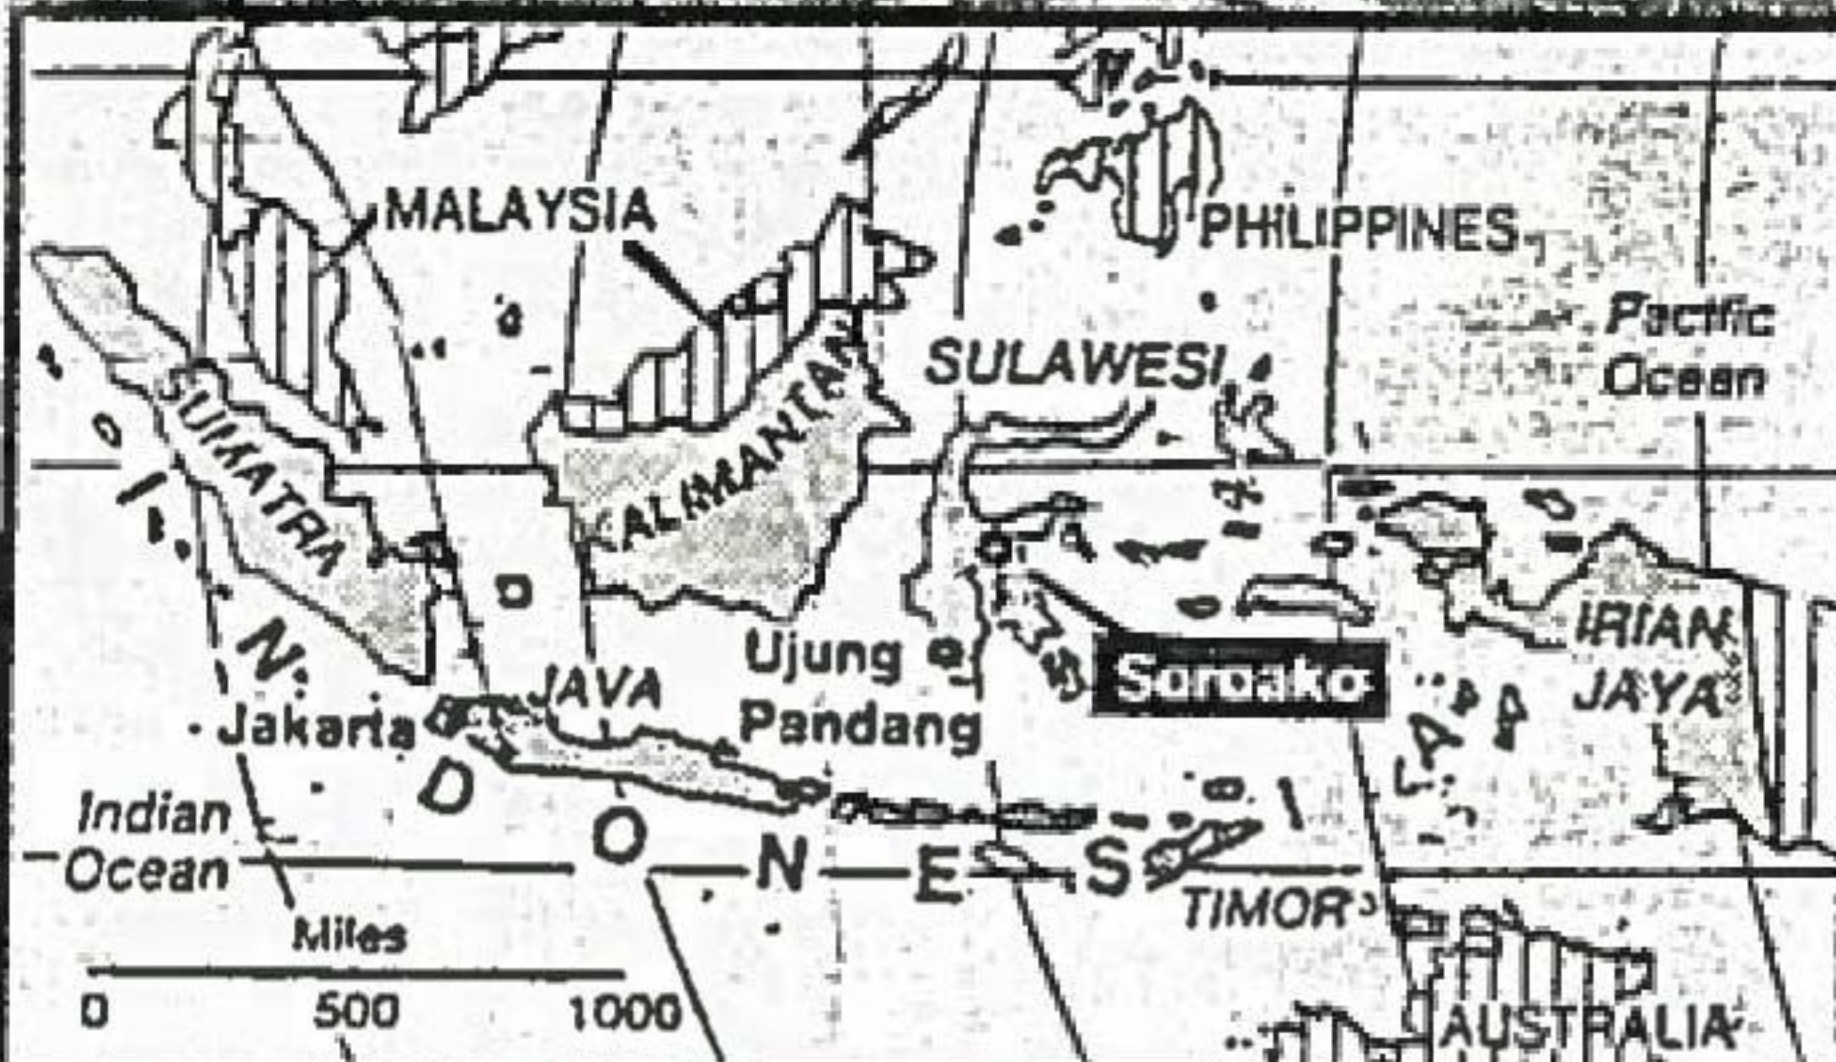 MALAYSIA
PHILIPPINES
Pacific
Ocean
SULAWESI
SUMATRA
KALIMANTAN
IRIAN
JAYA
Ujung
Pandang
Soroako
JAVA
Jakarta
I N D O N E S I A
Indian
Ocean
TIMOR
Miles
0 500 1000
AUSTRALIA